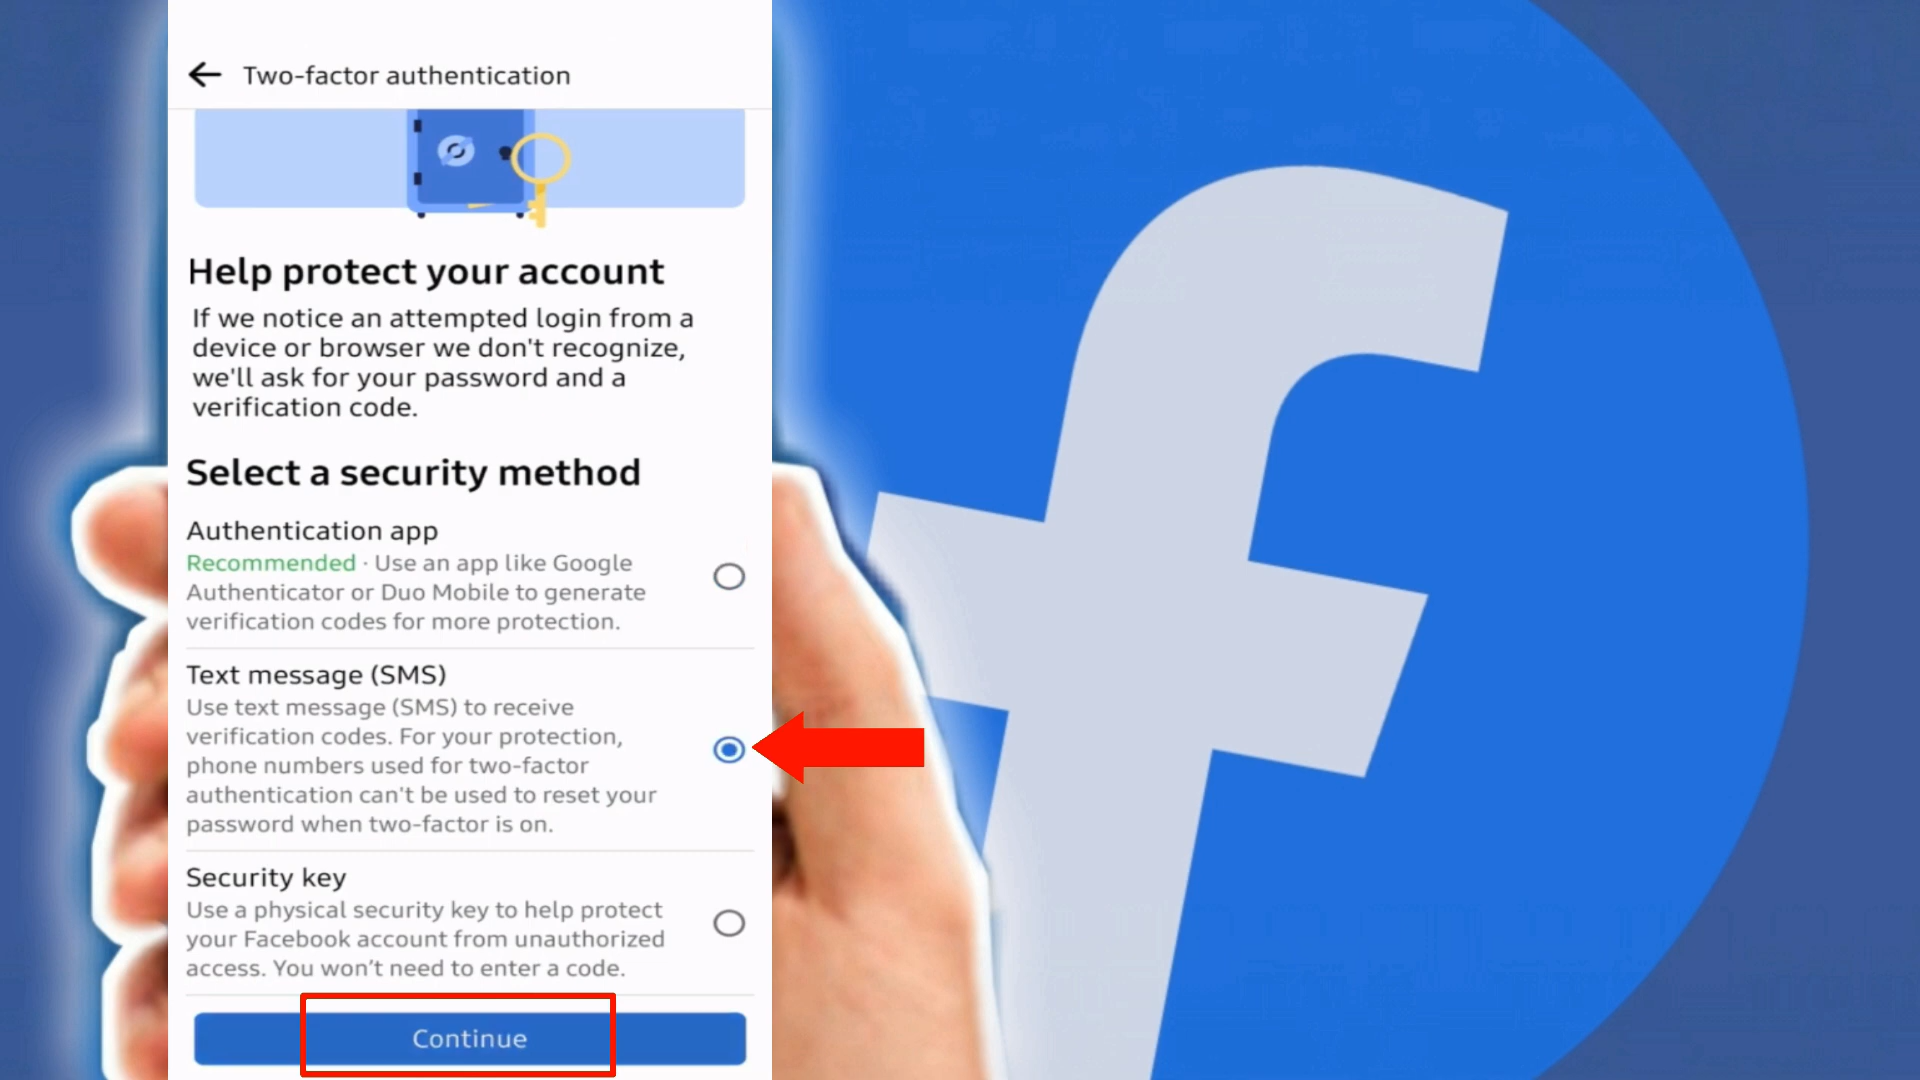 Two-factor authentication
Help protect your account
If we notice an attempted login from a
device or browser we don't recognize,
we'll ask for your password and a
verification code.
Select a security method
Authentication app
Recommended · Use an app like Google
Authenticator or Duo Mobile to generate
verification codes for more protection.
Text message (SMS)
Use text message (SMS) to receive
verification codes. For your protection,
phone numbers used for two-factor
authentication can't be used to reset your
password when two-factor is on.
Security key
Use a physical security key to help protect
your Facebook account from unauthorized
access. You won’t need to enter a code.
Continue